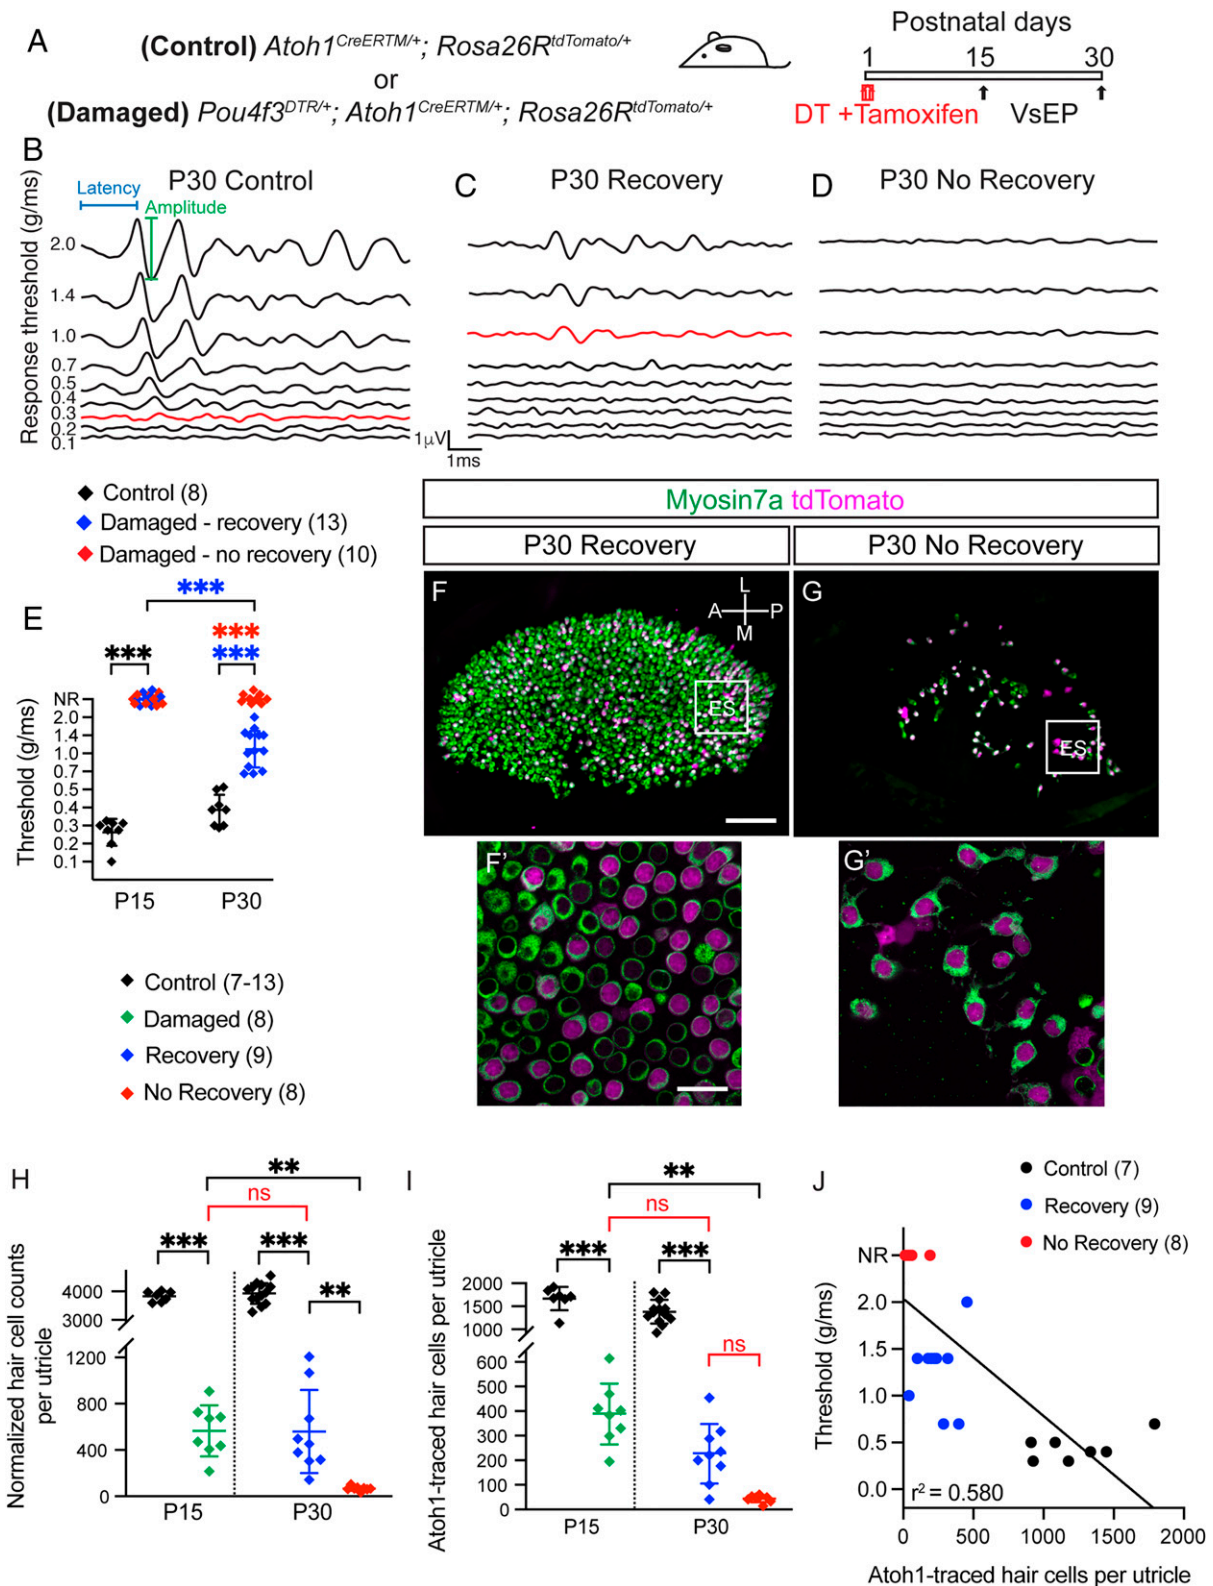 A
(Control) Atoh1CreERTM/+; Rosa26RtdTomato/+
or
(Damaged) Pou4f3DTR/+; Atoh1CreERTM/+; Rosa26RtdTomato/+
Postnatal days
1 15 30
DT +Tamoxifen VsEP
B
P30 Control
Latency
Amplitude
Response threshold (g/ms)
2.0
1.4
1.0
0.7
0.5
0.4
0.3
0.2
0.1
1μV
1ms
C
P30 Recovery
D
P30 No Recovery
Control (8)
Damaged - recovery (13)
Damaged - no recovery (10)
E
***
***
***
***
Threshold (g/ms)
NR
2.0
1.4
1.0
0.7
0.5
0.4
0.3
0.2
0.1
P15 P30
Myosin7a tdTomato
P30 Recovery
P30 No Recovery
F
L
A P
M
ES
G
ES
F'
G'
Control (7-13)
Damaged (8)
Recovery (9)
No Recovery (8)
H
**
ns
***
***
**
Normalized hair cell counts
per utricle
4000
3000
1200
800
400
0
P15 P30
I
**
ns
***
***
ns
Atoh1-traced hair cells per utricle
2000
1500
1000
600
500
400
300
200
100
0
P15 P30
J
Control (7)
Recovery (9)
No Recovery (8)
Threshold (g/ms)
NR
2.0
1.5
1.0
0.5
0.0
r2 = 0.580
0 500 1000 1500 2000
Atoh1-traced hair cells per utricle